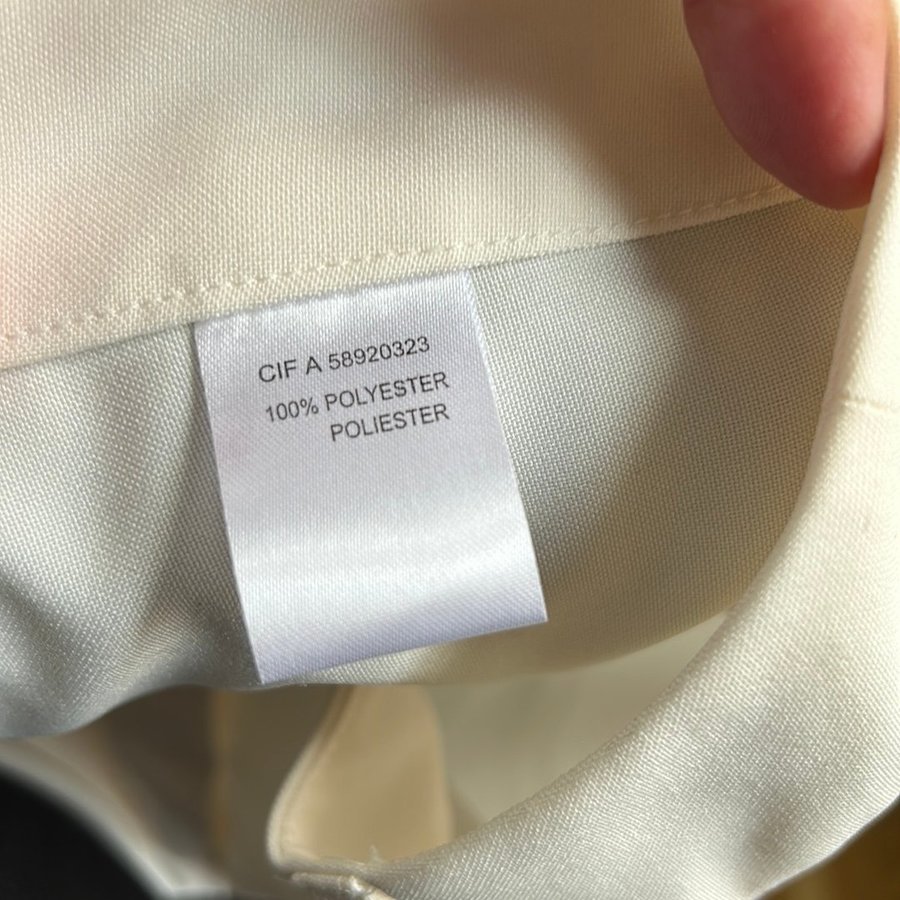 CIF A 58920323
100% POLYESTER
POLIESTER